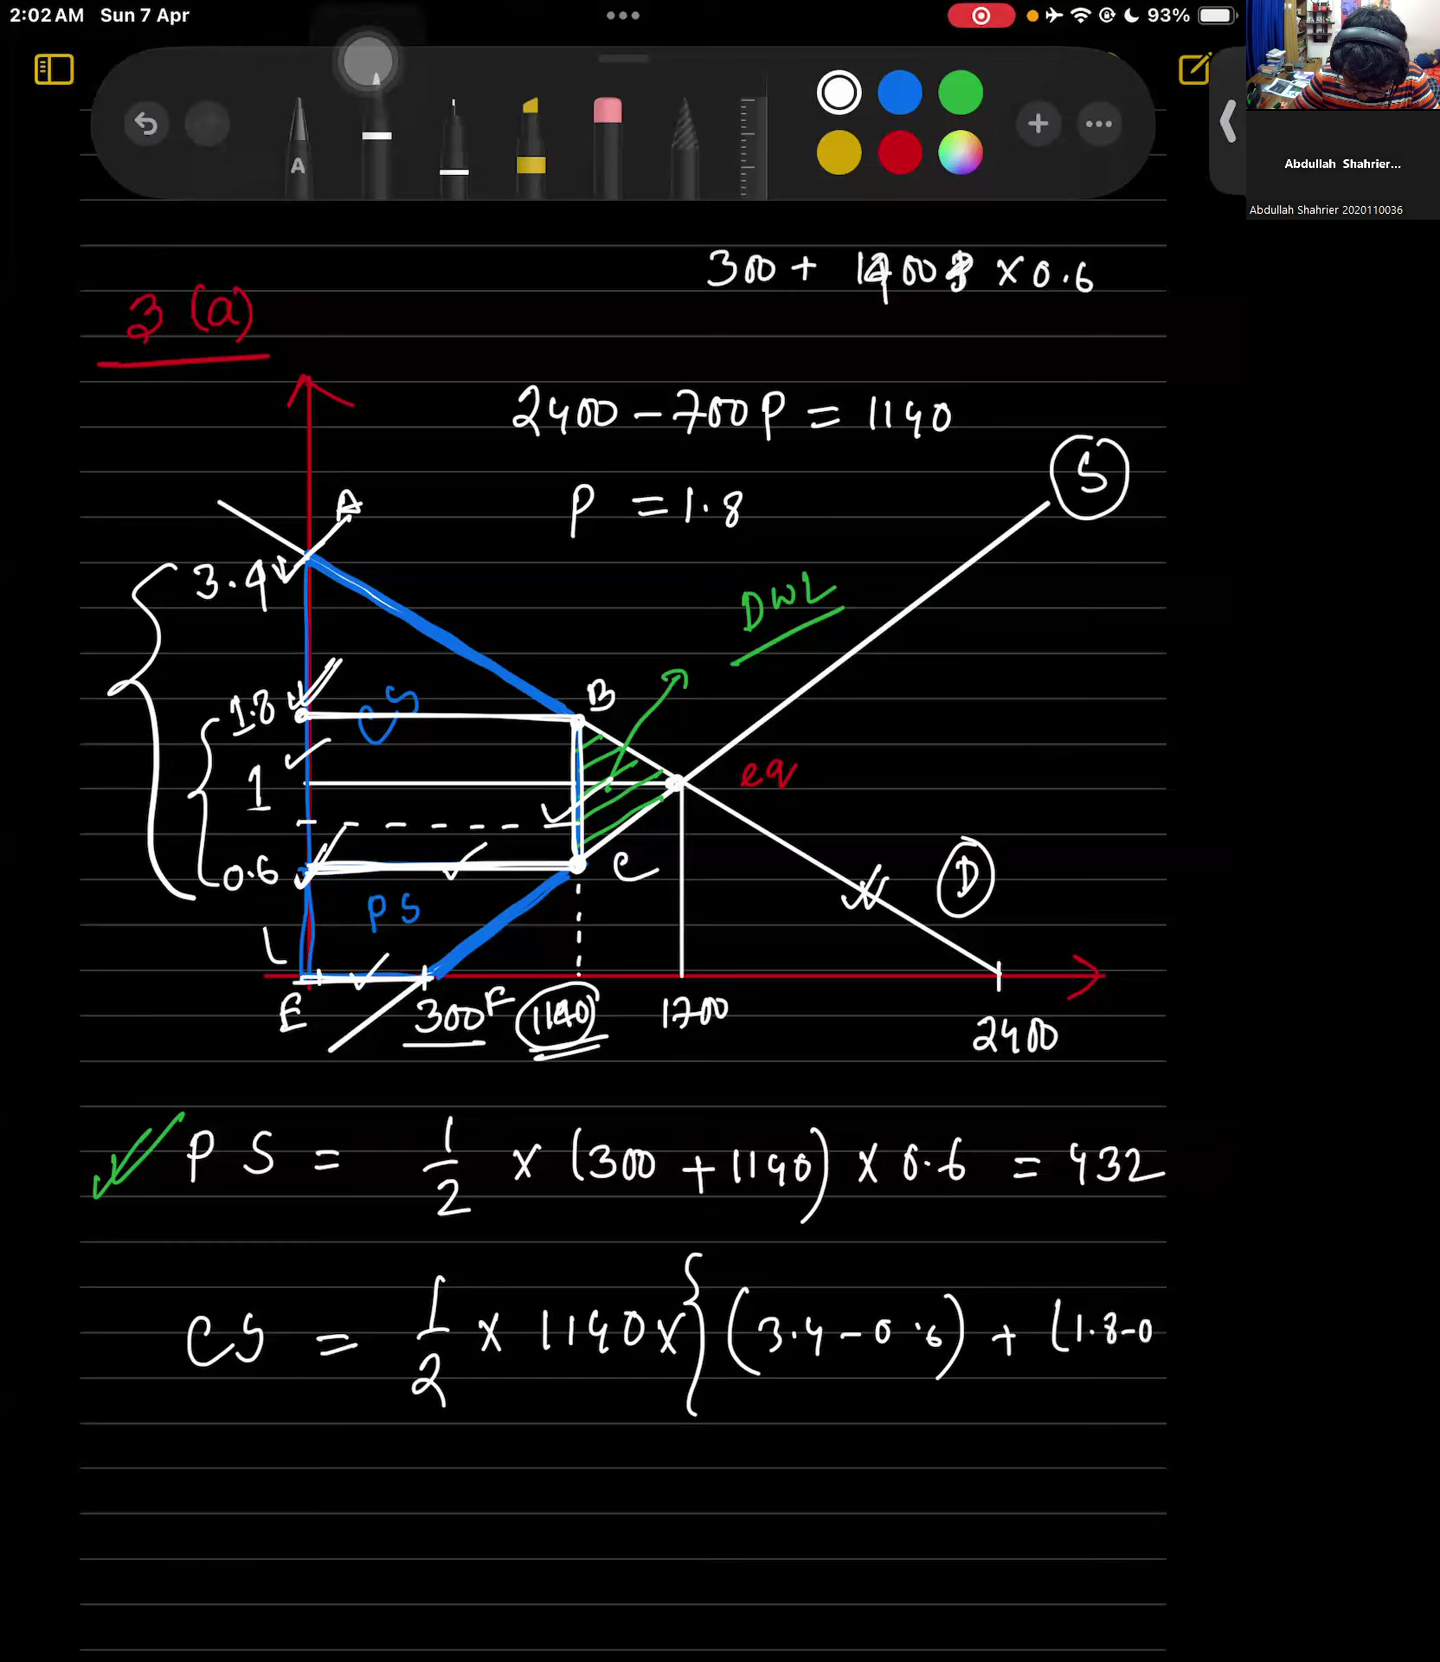 2:02 AM Sun 7 Apr
93%
A
Abdullah Shahrier...
Abdullah Shahrier 2020110036
300 + 1400 × 0.6
3 (a)
2400 - 700P = 1140
P = 1.8
S
A
3.4
DWL
B
1.8
CS
1
eq
0.6
C
D
PS
L
E
300 F
1140
1700
2400
PS = 1/2 × (300 + 1140) × 0.6 = 432
CS = 1/2 × 1140 × { (3.4 - 0.6) + (1.8-0